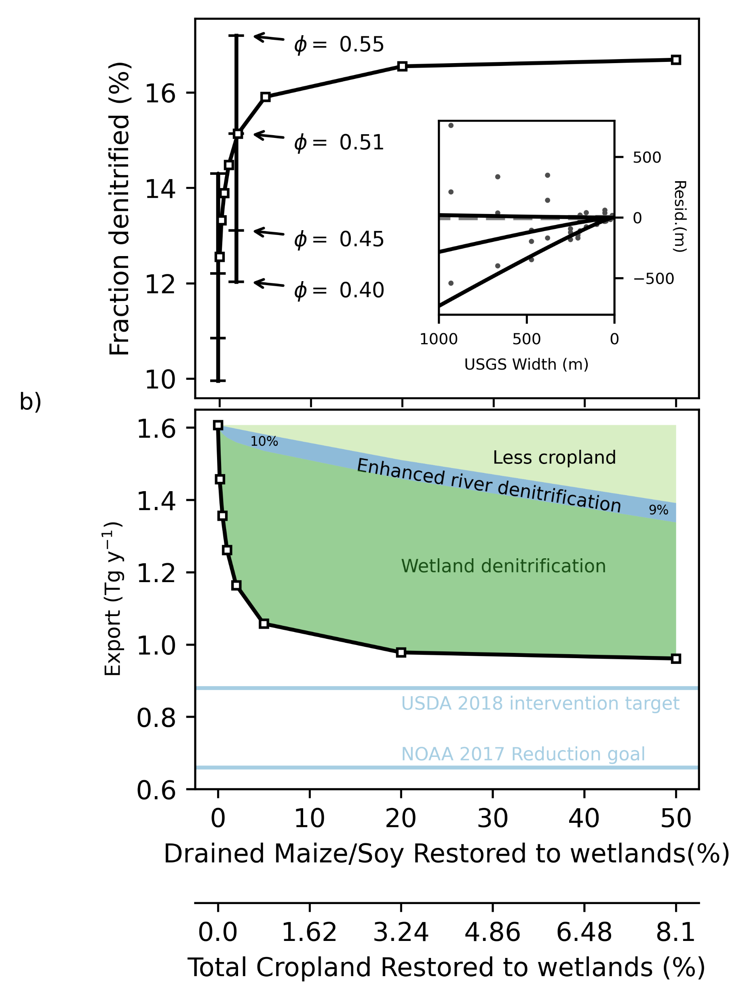 Fraction denitrified (%)
16
14
12
10
ϕ = 0.55
ϕ = 0.51
ϕ = 0.45
ϕ = 0.40
500
0
−500
Resid.(m)
1000 500 0
USGS Width (m)
b)
Export (Tg y⁻¹)
1.6
1.4
1.2
1.0
0.8
0.6
10%
Less cropland
Enhanced river denitrification
9%
Wetland denitrification
USDA 2018 intervention target
NOAA 2017 Reduction goal
0 10 20 30 40 50
Drained Maize/Soy Restored to wetlands(%)
0.0 1.62 3.24 4.86 6.48 8.1
Total Cropland Restored to wetlands (%)